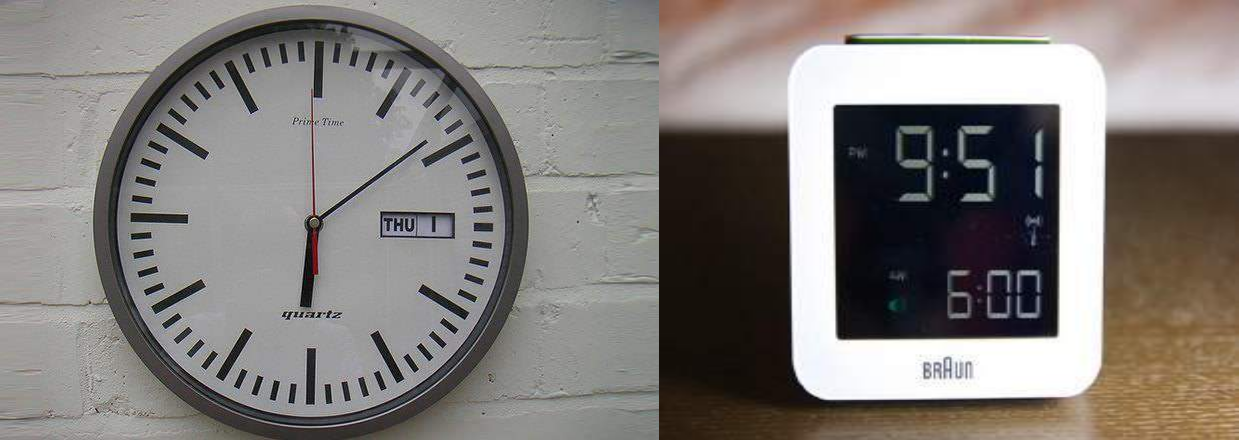 Prime Time
THU 1
quartz
PM 9:51
AM 6:00
BRAUN